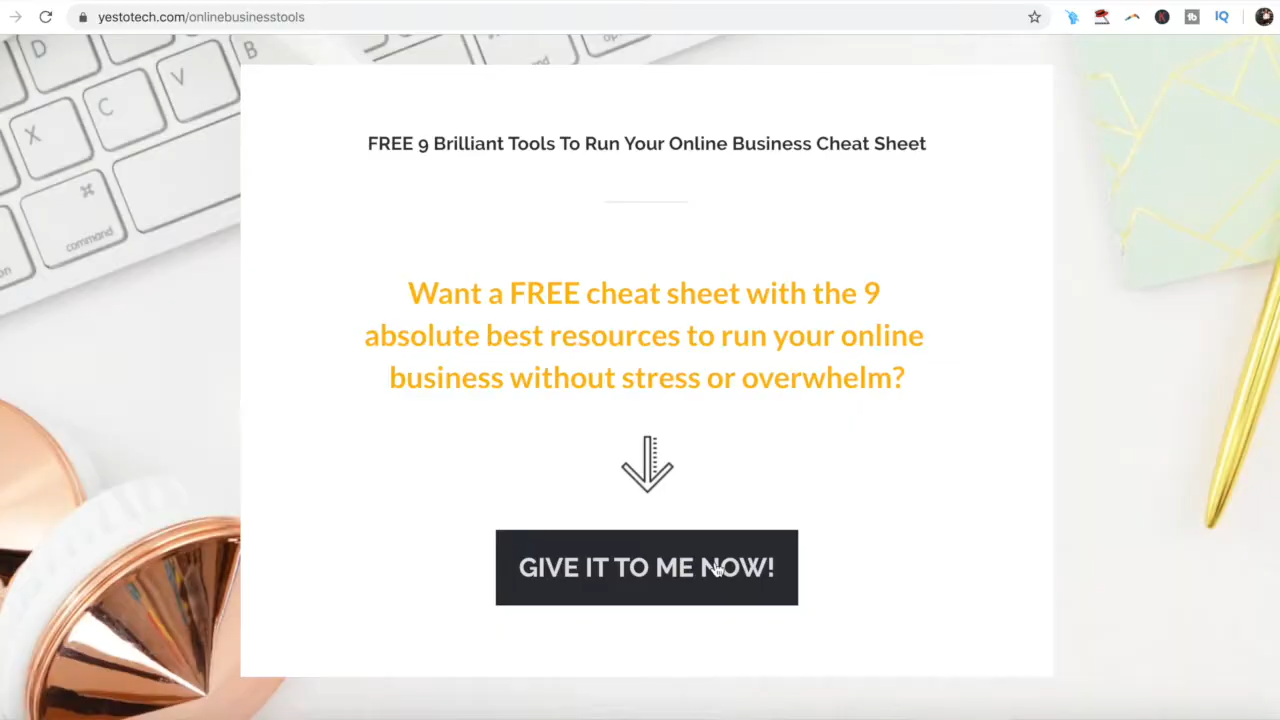 yestotech.com/onlinebusinesstools
IQ
D
B
V
C
X
command
FREE 9 Brilliant Tools To Run Your Online Business Cheat Sheet
Want a FREE cheat sheet with the 9
absolute best resources to run your online
business without stress or overwhelm?
GIVE IT TO ME NOW!